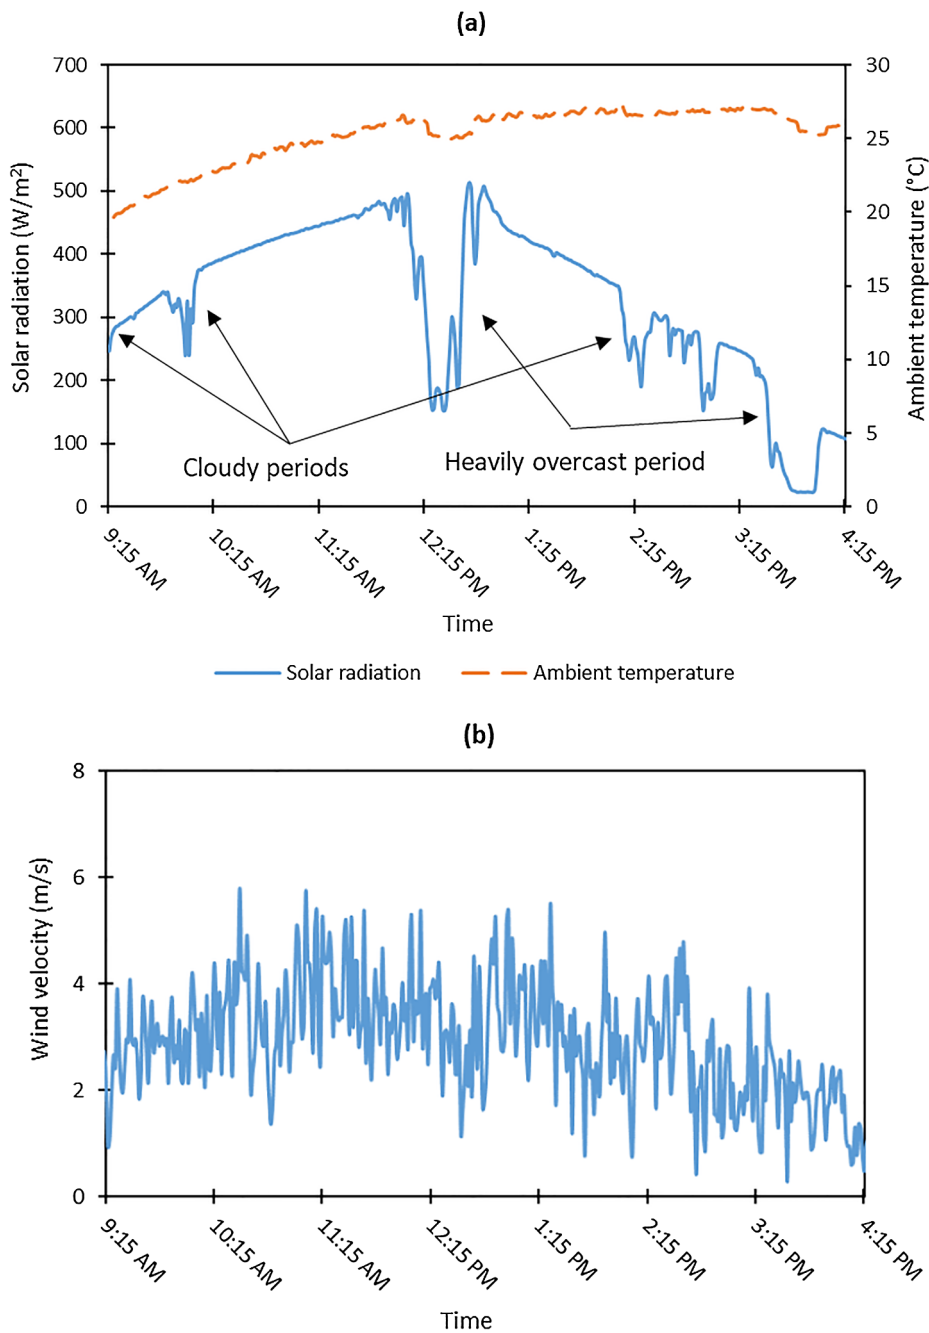 (a)
700
600
500
400
300
200
100
0
Solar radiation (W/m²)
30
25
20
15
10
5
0
Ambient temperature (°C)
Cloudy periods
Heavily overcast period
9:15 AM
10:15 AM
11:15 AM
12:15 PM
1:15 PM
2:15 PM
3:15 PM
4:15 PM
Time
Solar radiation
Ambient temperature
(b)
8
6
4
2
0
Wind velocity (m/s)
9:15 AM
10:15 AM
11:15 AM
12:15 PM
1:15 PM
2:15 PM
3:15 PM
4:15 PM
Time